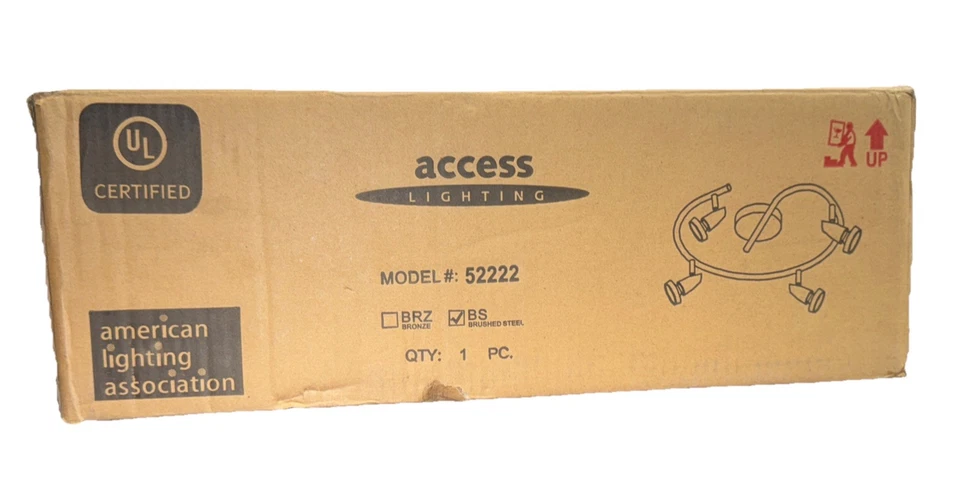 UL
CERTIFIED
access
LIGHTING
UP
MODEL#: 52222
BRZ
BRONZE
BS
BRUSHED STEEL
QTY: 1 PC.
american
lighting
association